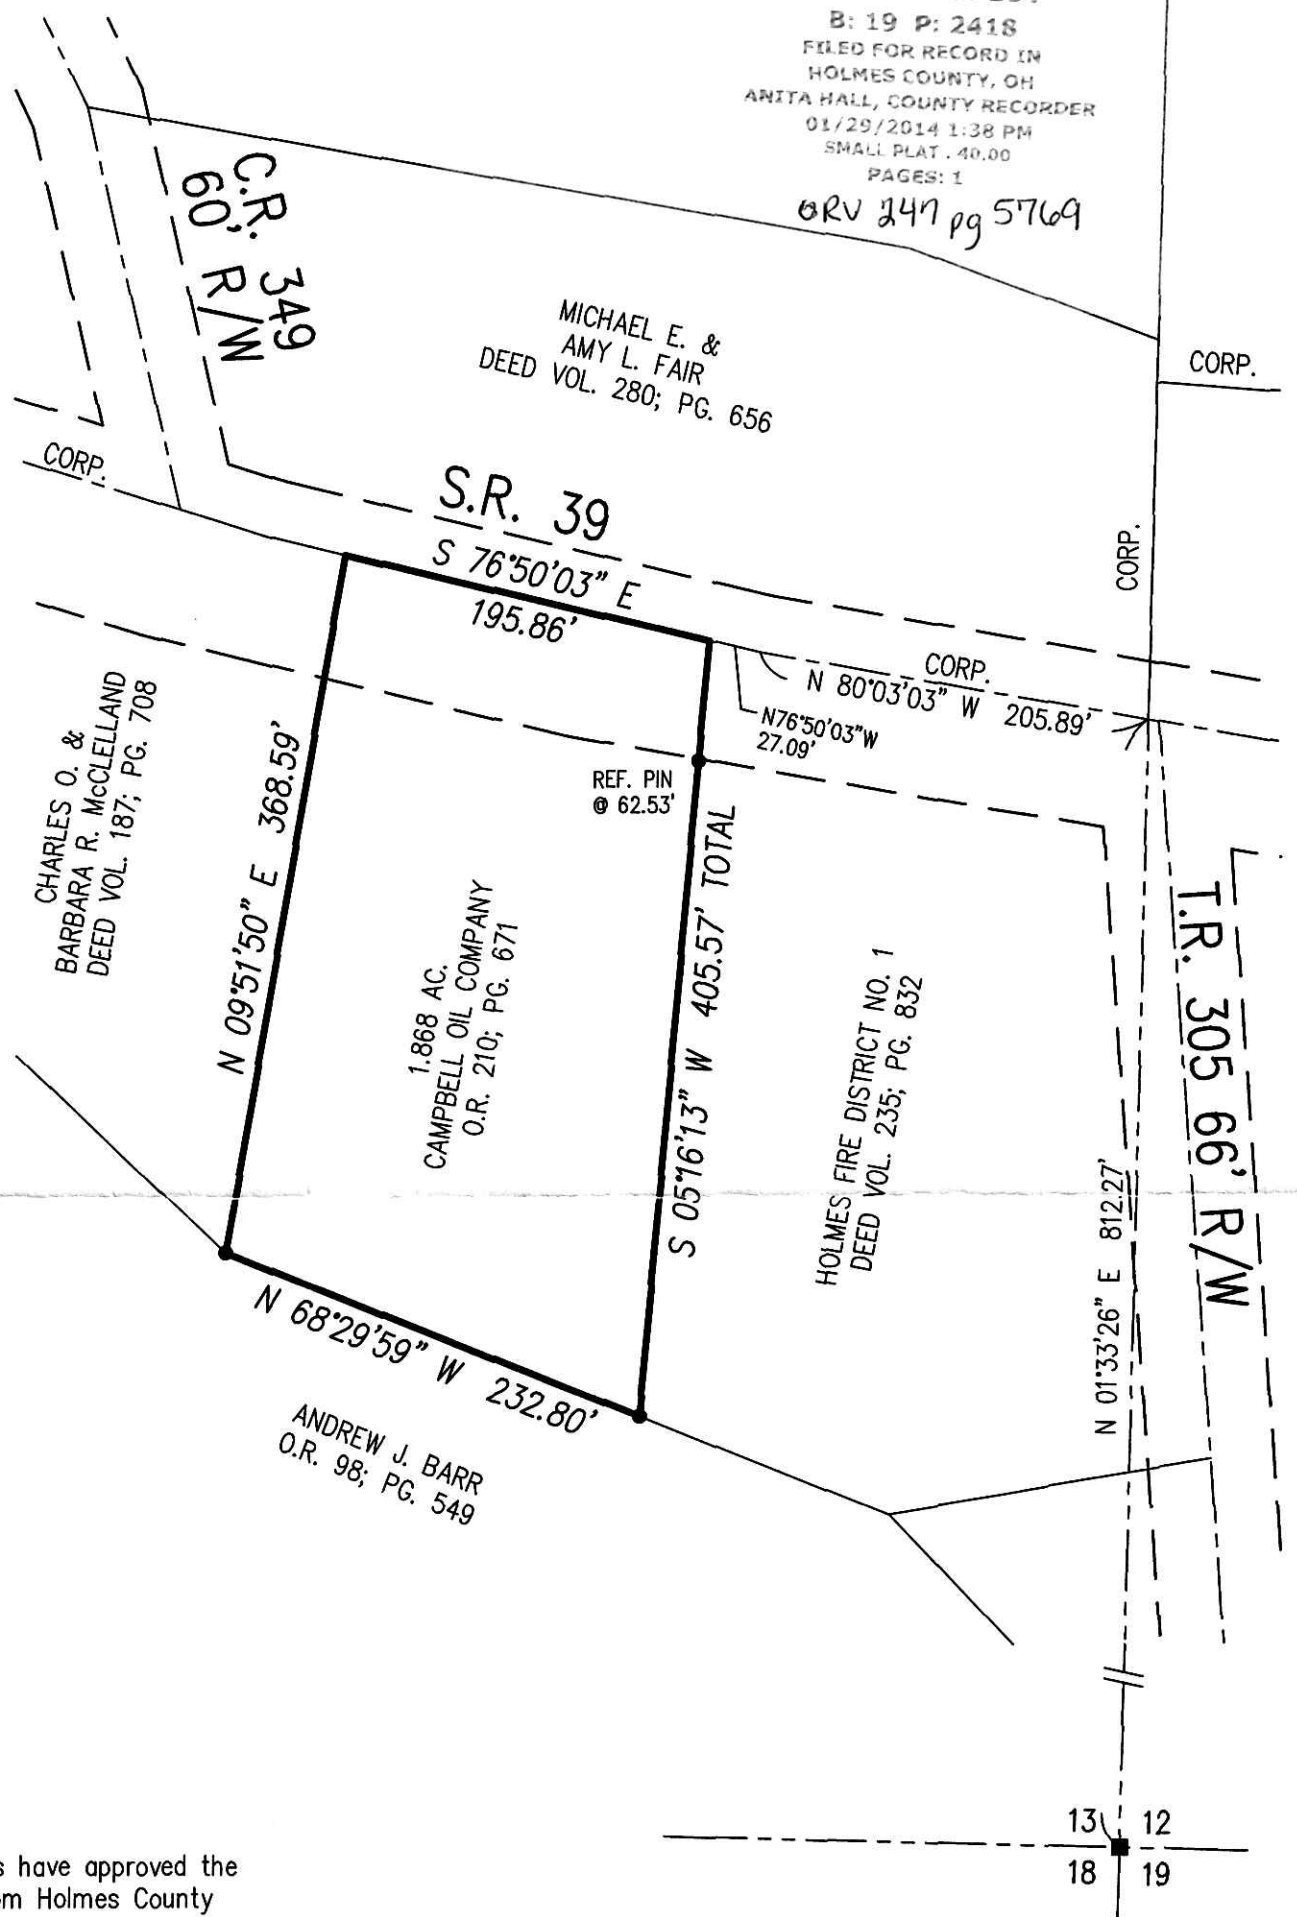 B: 19 P: 2418
FILED FOR RECORD IN
HOLMES COUNTY, OH
ANITA HALL, COUNTY RECORDER
01/29/2014 1:38 PM
SMALL PLAT . 40.00
PAGES: 1
ORV 247 pg 5769
C.R. 349
60' R/W
MICHAEL E. &
AMY L. FAIR
DEED VOL. 280; PG. 656
CORP.
CORP.
CORP.
S.R. 39
S 76°50'03" E
195.86'
CORP.
N 80°03'03" W 205.89'
N76°50'03"W
27.09'
REF. PIN
@ 62.53'
CHARLES O. &
BARBARA R. McCLELLAND
DEED VOL. 187; PG. 708
N 09°51'50" E 368.59'
1.868 AC.
CAMPBELL OIL COMPANY
O.R. 210; PG. 671
S 05°16'13" W 405.57' TOTAL
HOLMES FIRE DISTRICT NO. 1
DEED VOL. 235; PG. 832
T.R. 305 66' R/W
N 01°33'26" E 812.27'
N 68°29'59" W 232.80'
ANDREW J. BARR
O.R. 98; PG. 549
13 12
18 19
s have approved the
m Holmes County